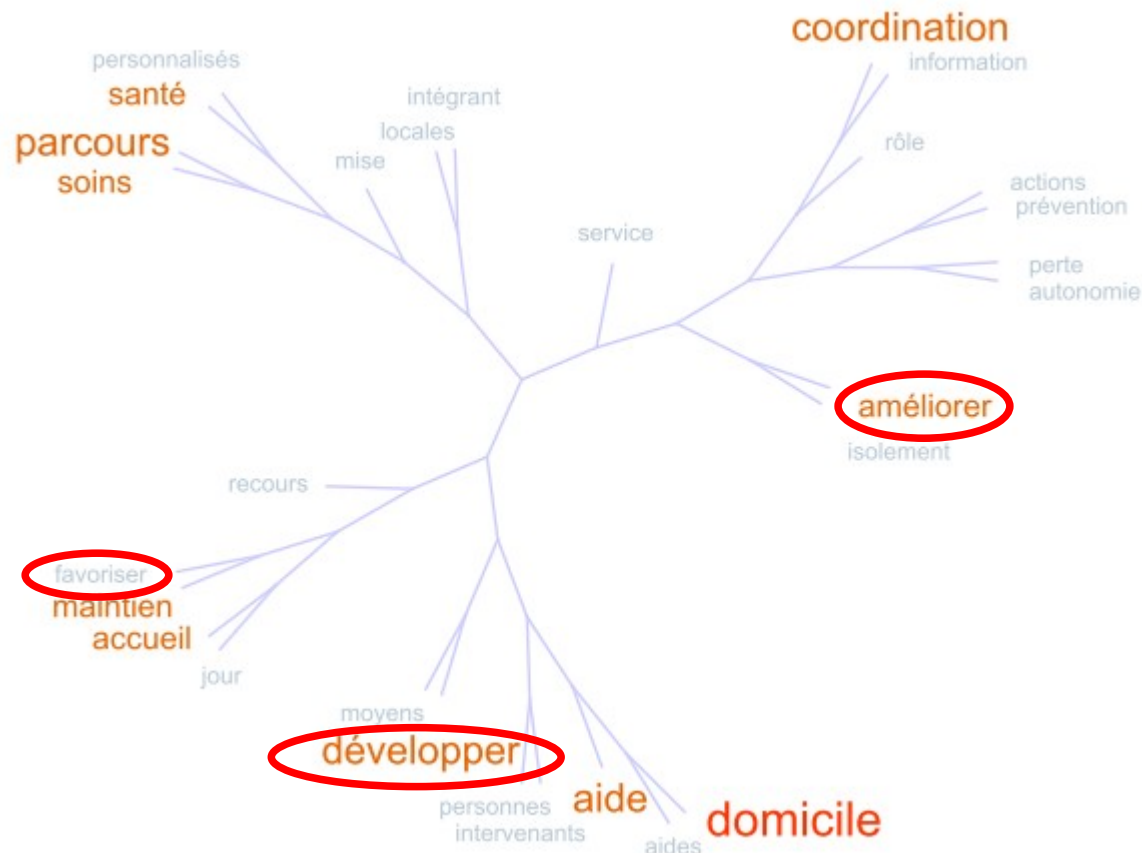 coordination
personnalisés
information
santé
intégrant
parcours
locales
rôle
mise
soins
actions
prévention
service
perte
autonomie
améliorer
isolement
recours
favoriser
maintien
accueil
jour
moyens
développer
personnes
aide
domicile
intervenants
aides